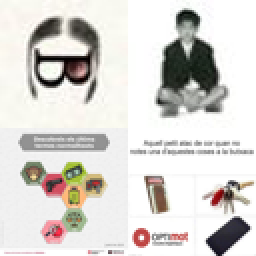 Aquell petit atac de cor quan no
notes una d'aquestes coses a la butxaca
Descobreix els últims
termes normalitzats
OPTIMOT